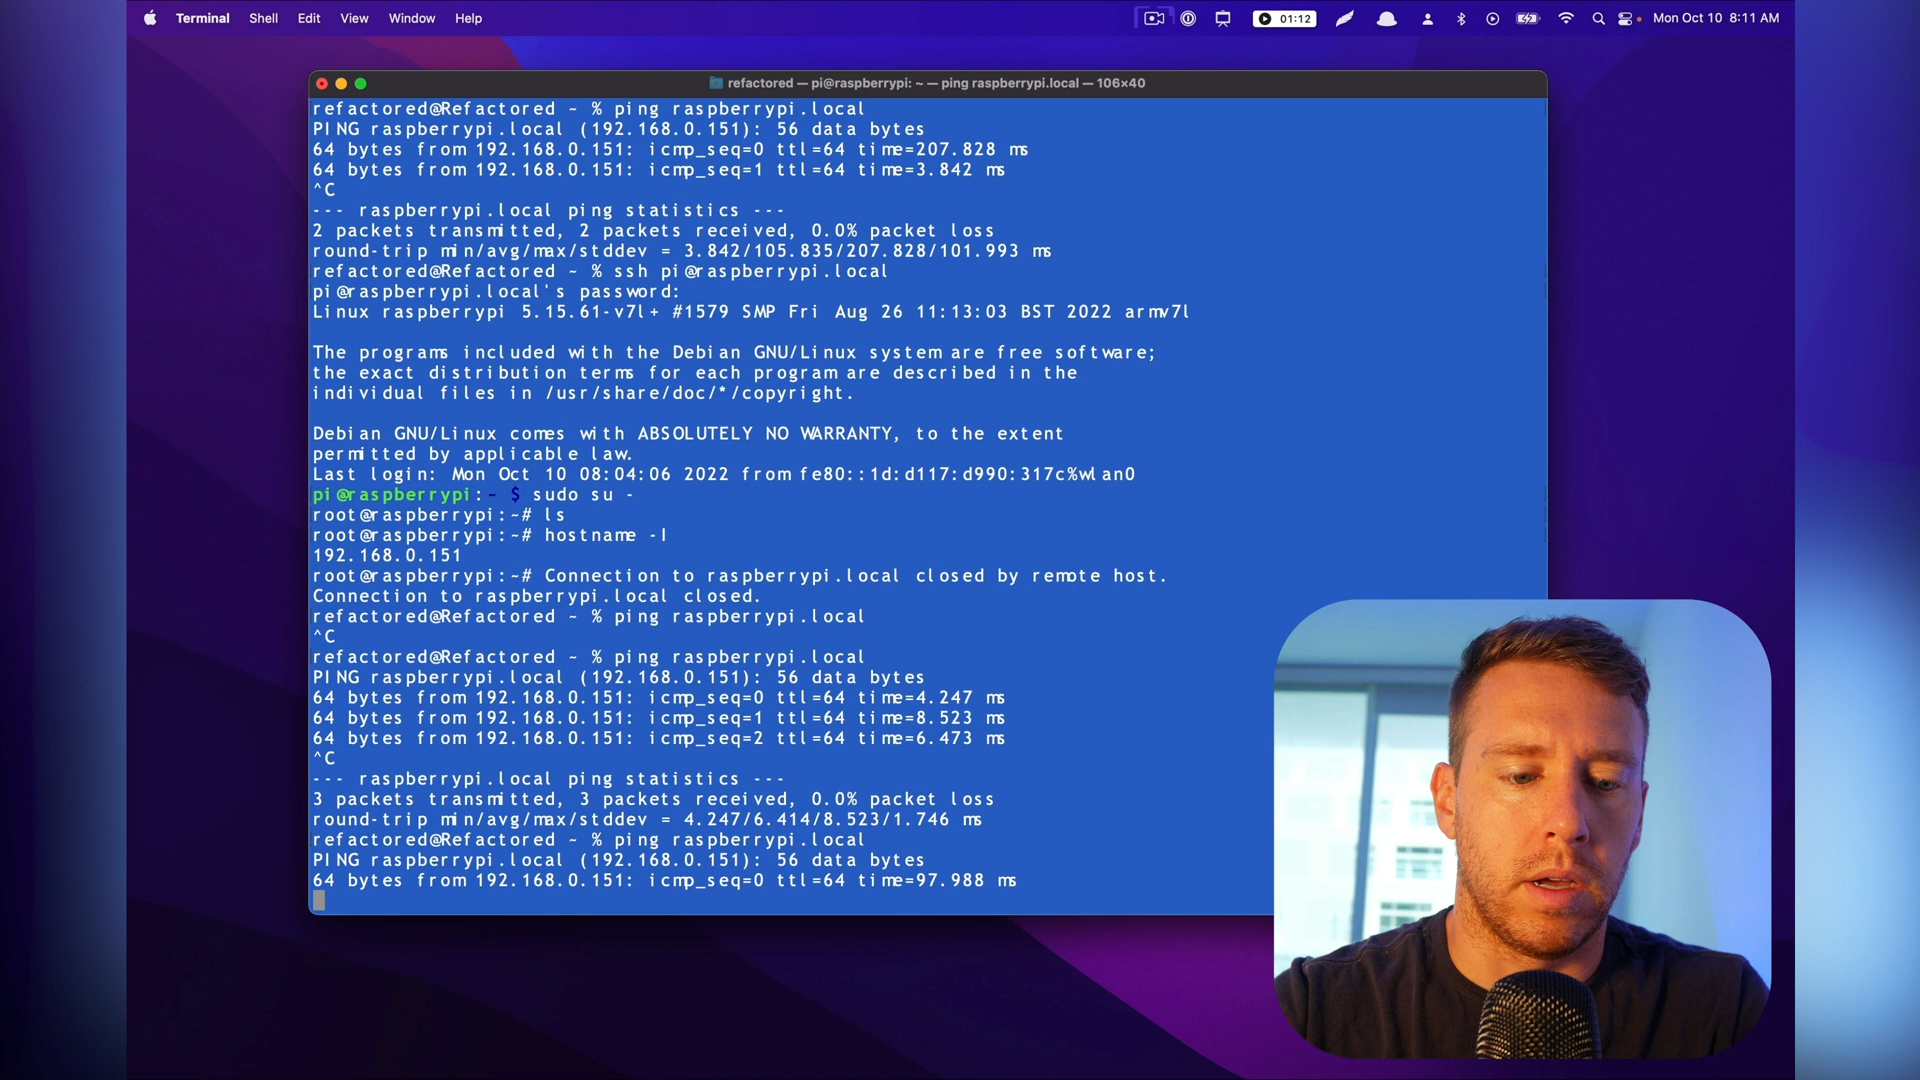 Terminal Shell Edit View Window Help 01:12 Mon Oct 10 8:11 AM
refactored — pi@raspberrypi: ~ — ping raspberrypi.local — 106×40
refactored@Refactored ~ % ping raspberrypi.local
PING raspberrypi.local (192.168.0.151): 56 data bytes
64 bytes from 192.168.0.151: icmp_seq=0 ttl=64 time=207.828 ms
64 bytes from 192.168.0.151: icmp_seq=1 ttl=64 time=3.842 ms
^C
--- raspberrypi.local ping statistics ---
2 packets transmitted, 2 packets received, 0.0% packet loss
round-trip min/avg/max/stddev = 3.842/105.835/207.828/101.993 ms
refactored@Refactored ~ % ssh pi@raspberrypi.local
pi@raspberrypi.local's password:
Linux raspberrypi 5.15.61-v7l+ #1579 SMP Fri Aug 26 11:13:03 BST 2022 armv7l
The programs included with the Debian GNU/Linux system are free software;
the exact distribution terms for each program are described in the
individual files in /usr/share/doc/*/copyright.
Debian GNU/Linux comes with ABSOLUTELY NO WARRANTY, to the extent
permitted by applicable law.
Last login: Mon Oct 10 08:04:06 2022 from fe80::1d:d117:d990:317c%wlan0
pi@raspberrypi:~ $ sudo su -
root@raspberrypi:~# ls
root@raspberrypi:~# hostname -I
192.168.0.151
root@raspberrypi:~# Connection to raspberrypi.local closed by remote host.
Connection to raspberrypi.local closed.
refactored@Refactored ~ % ping raspberrypi.local
^C
refactored@Refactored ~ % ping raspberrypi.local
PING raspberrypi.local (192.168.0.151): 56 data bytes
64 bytes from 192.168.0.151: icmp_seq=0 ttl=64 time=4.247 ms
64 bytes from 192.168.0.151: icmp_seq=1 ttl=64 time=8.523 ms
64 bytes from 192.168.0.151: icmp_seq=2 ttl=64 time=6.473 ms
^C
--- raspberrypi.local ping statistics ---
3 packets transmitted, 3 packets received, 0.0% packet loss
round-trip min/avg/max/stddev = 4.247/6.414/8.523/1.746 ms
refactored@Refactored ~ % ping raspberrypi.local
PING raspberrypi.local (192.168.0.151): 56 data bytes
64 bytes from 192.168.0.151: icmp_seq=0 ttl=64 time=97.988 ms